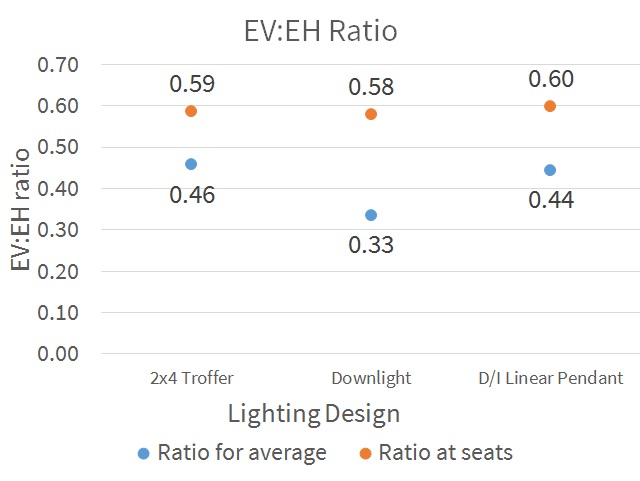 EV:EH Ratio
0.70
0.60
0.50
0.40
0.30
0.20
0.10
0.00
EV:EH ratio
0.59
0.58
0.60
0.46
0.33
0.44
2x4 Troffer
Downlight
D/I Linear Pendant
Lighting Design
Ratio for average
Ratio at seats